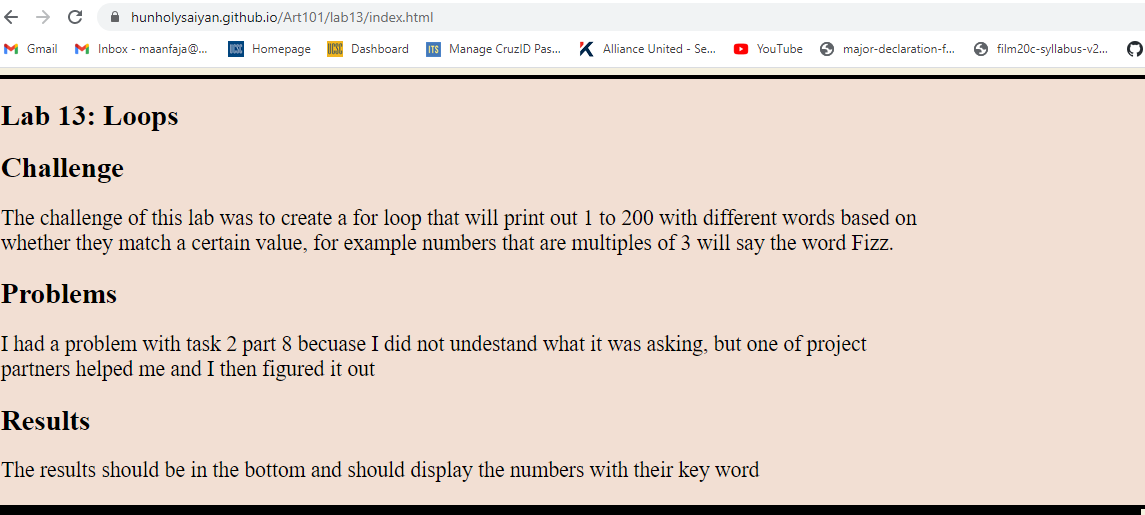 hunholysaiyan.github.io/Art101/lab13/index.html
Gmail Inbox - maanfaja@... UCSC Homepage UCSC Dashboard ITS Manage CruzID Pas... Alliance United - Se... YouTube major-declaration-f... film20c-syllabus-v2...
Lab 13: Loops
Challenge
The challenge of this lab was to create a for loop that will print out 1 to 200 with different words based on
whether they match a certain value, for example numbers that are multiples of 3 will say the word Fizz.
Problems
I had a problem with task 2 part 8 becuase I did not undestand what it was asking, but one of project
partners helped me and I then figured it out
Results
The results should be in the bottom and should display the numbers with their key word